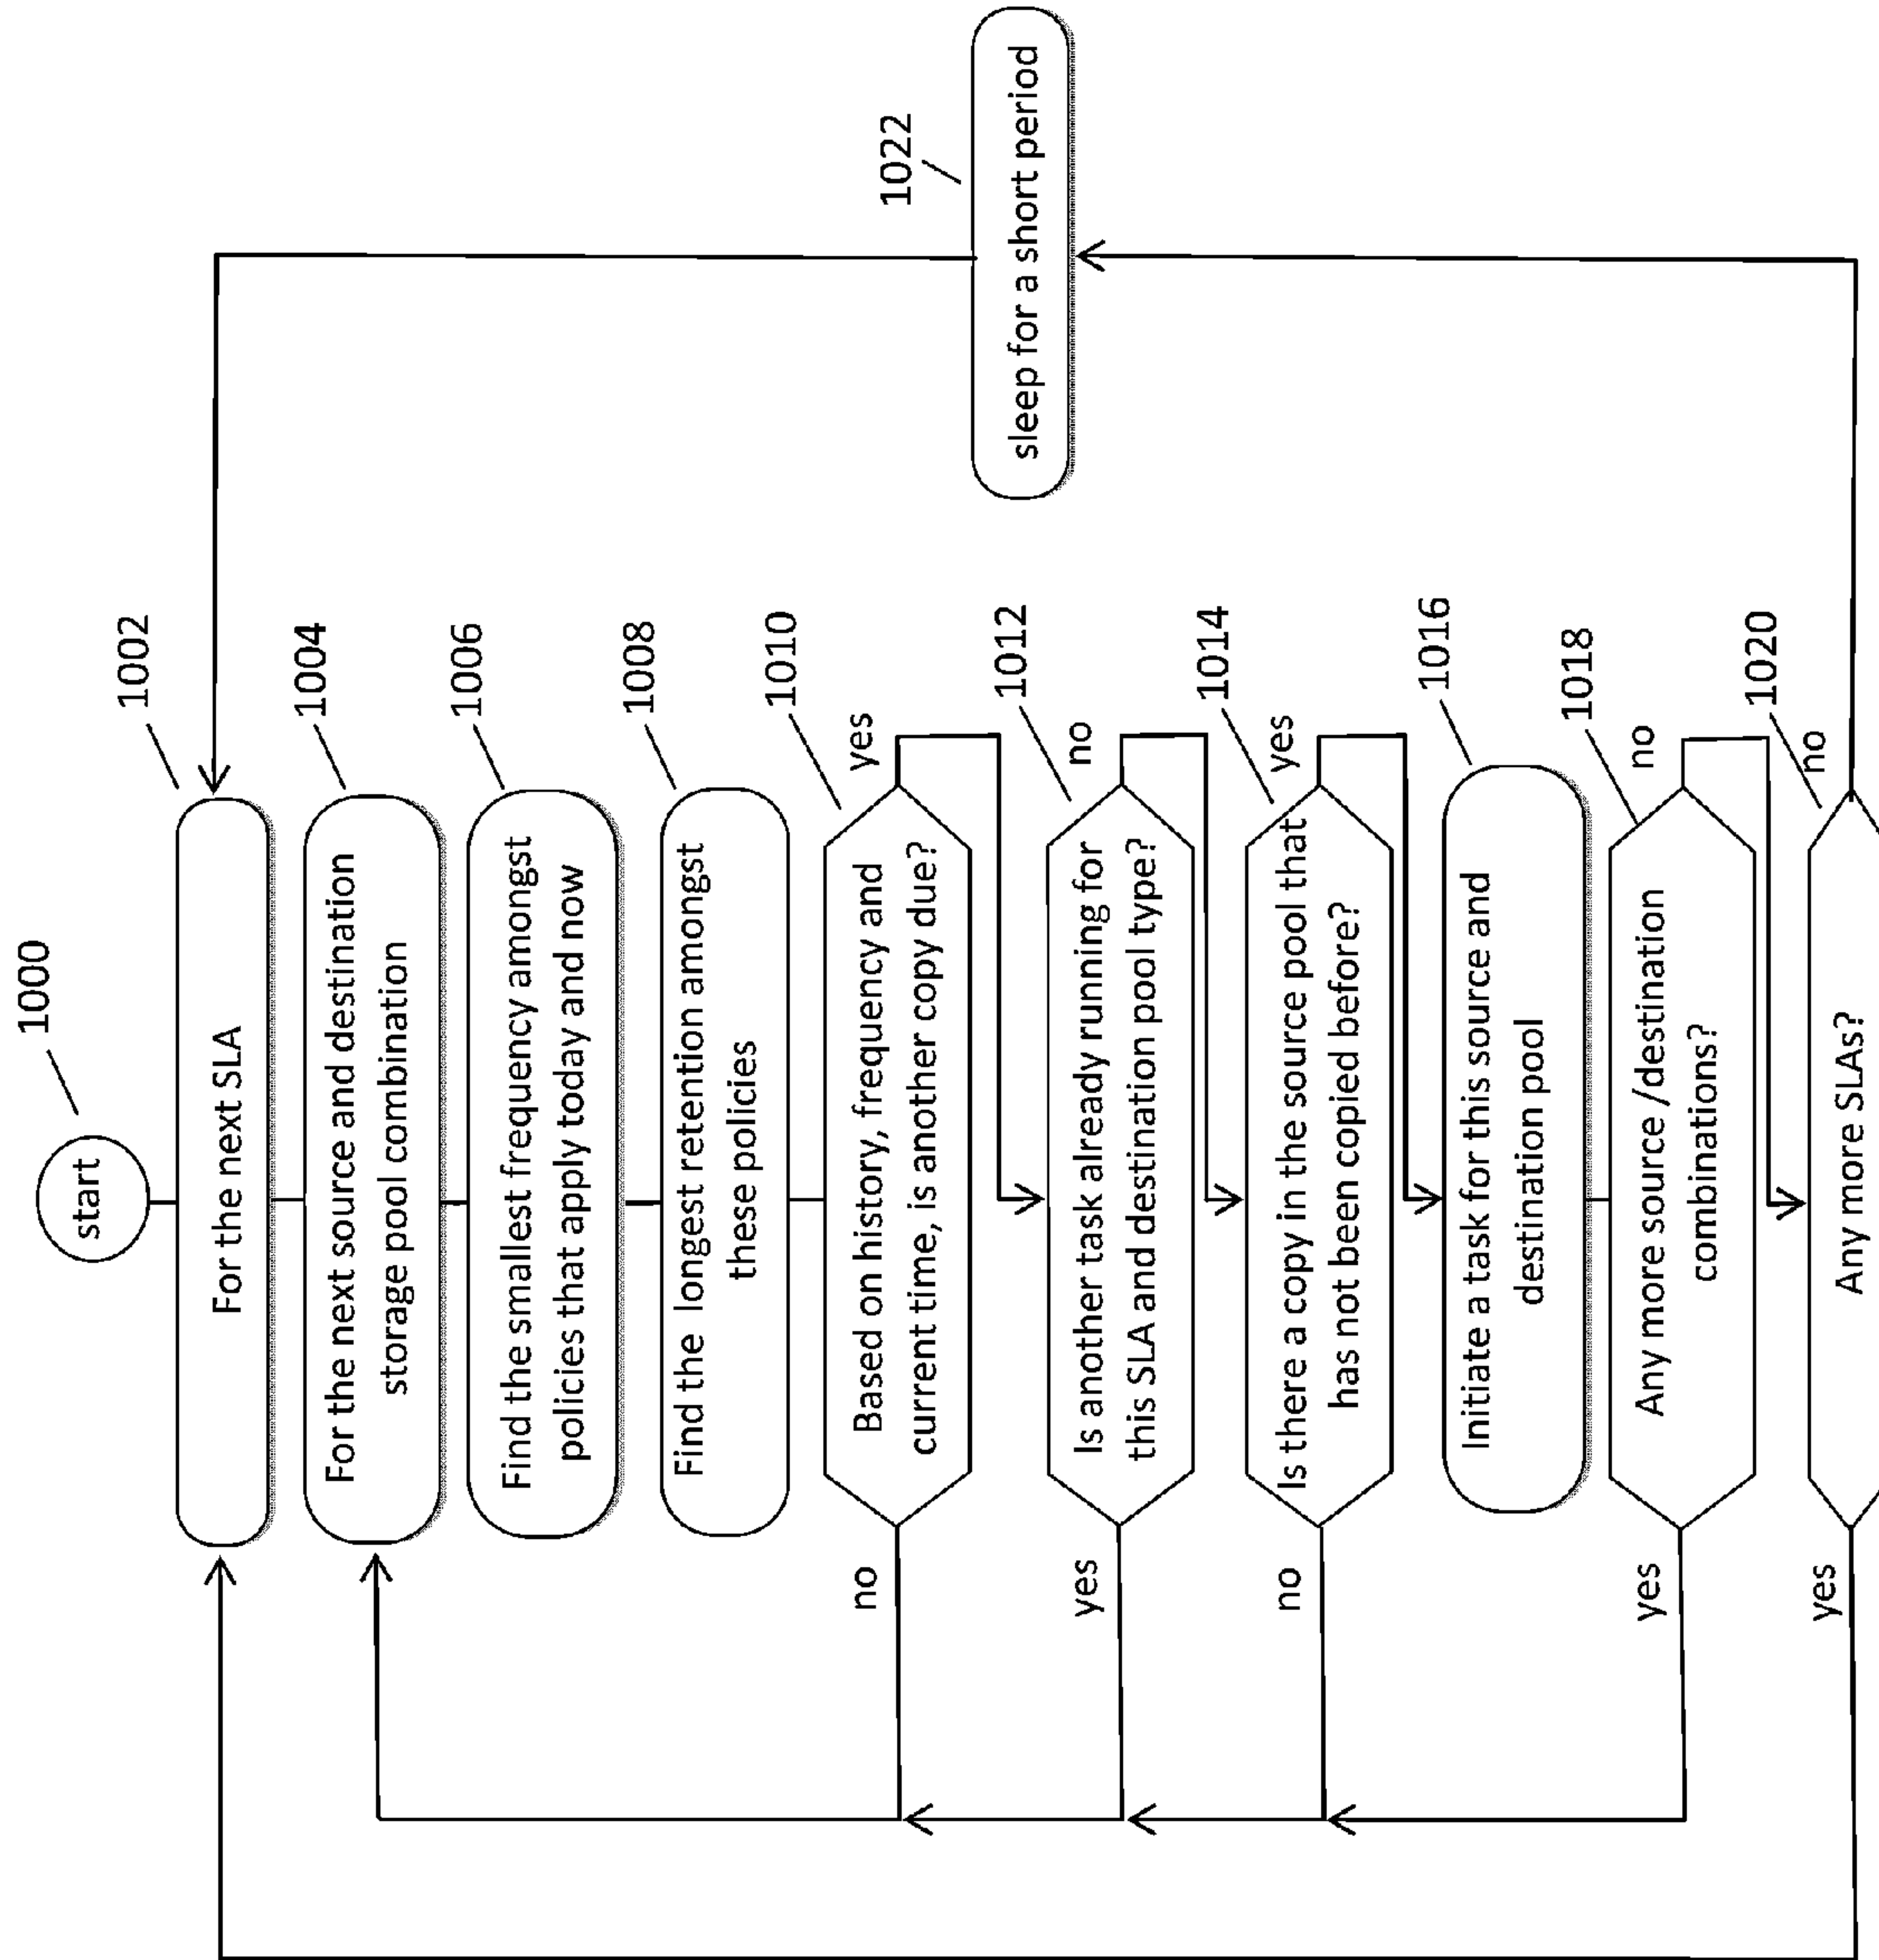 1000
start
1002
For the next SLA
1004
For the next source and destination
storage pool combination
1006
Find the smallest frequency amongst
policies that apply today and now
1008
Find the longest retention amongst
these policies
1010
Based on history, frequency and
current time, is another copy due?
no
yes
1012
Is another task already running for
this SLA and destination pool type?
yes
no
1014
Is there a copy in the source pool that
has not been copied before?
no
yes
1016
Initiate a task for this source and
destination pool
1018
Any more source /destination
combinations?
yes
no
1020
Any more SLAs?
yes
no
1022
sleep for a short period